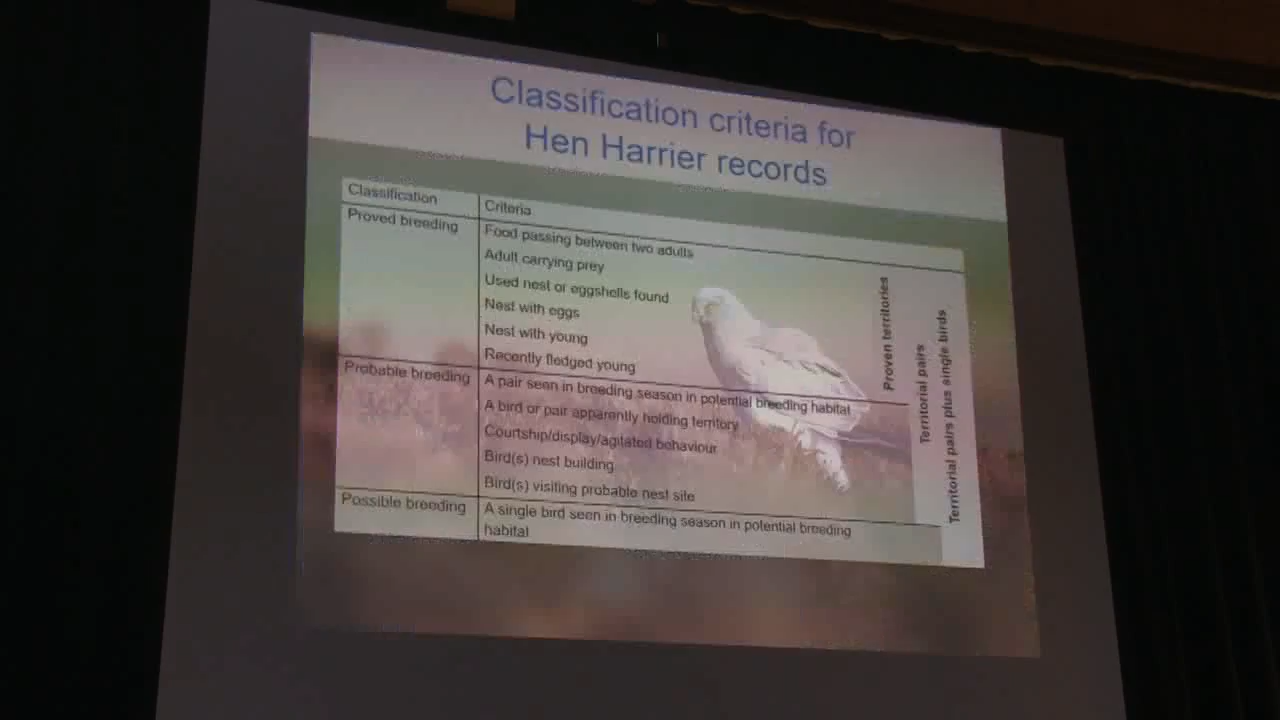 Classification criteria for
Hen Harrier records
Classification
Criteria
Proved breeding
Food passing between two adults
Adult carrying prey
Used nest or eggshells found
Nest with eggs
Nest with young
Recently fledged young
Probable breeding
A pair seen in breeding season in potential breeding habitat
A bird or pair apparently holding territory
Courtship/display/agitated behaviour
Bird(s) nest building
Bird(s) visiting probable nest site
Possible breeding
A single bird seen in breeding season in potential breeding
habitat
Proven territories
Territorial pairs
Territorial pairs plus single birds